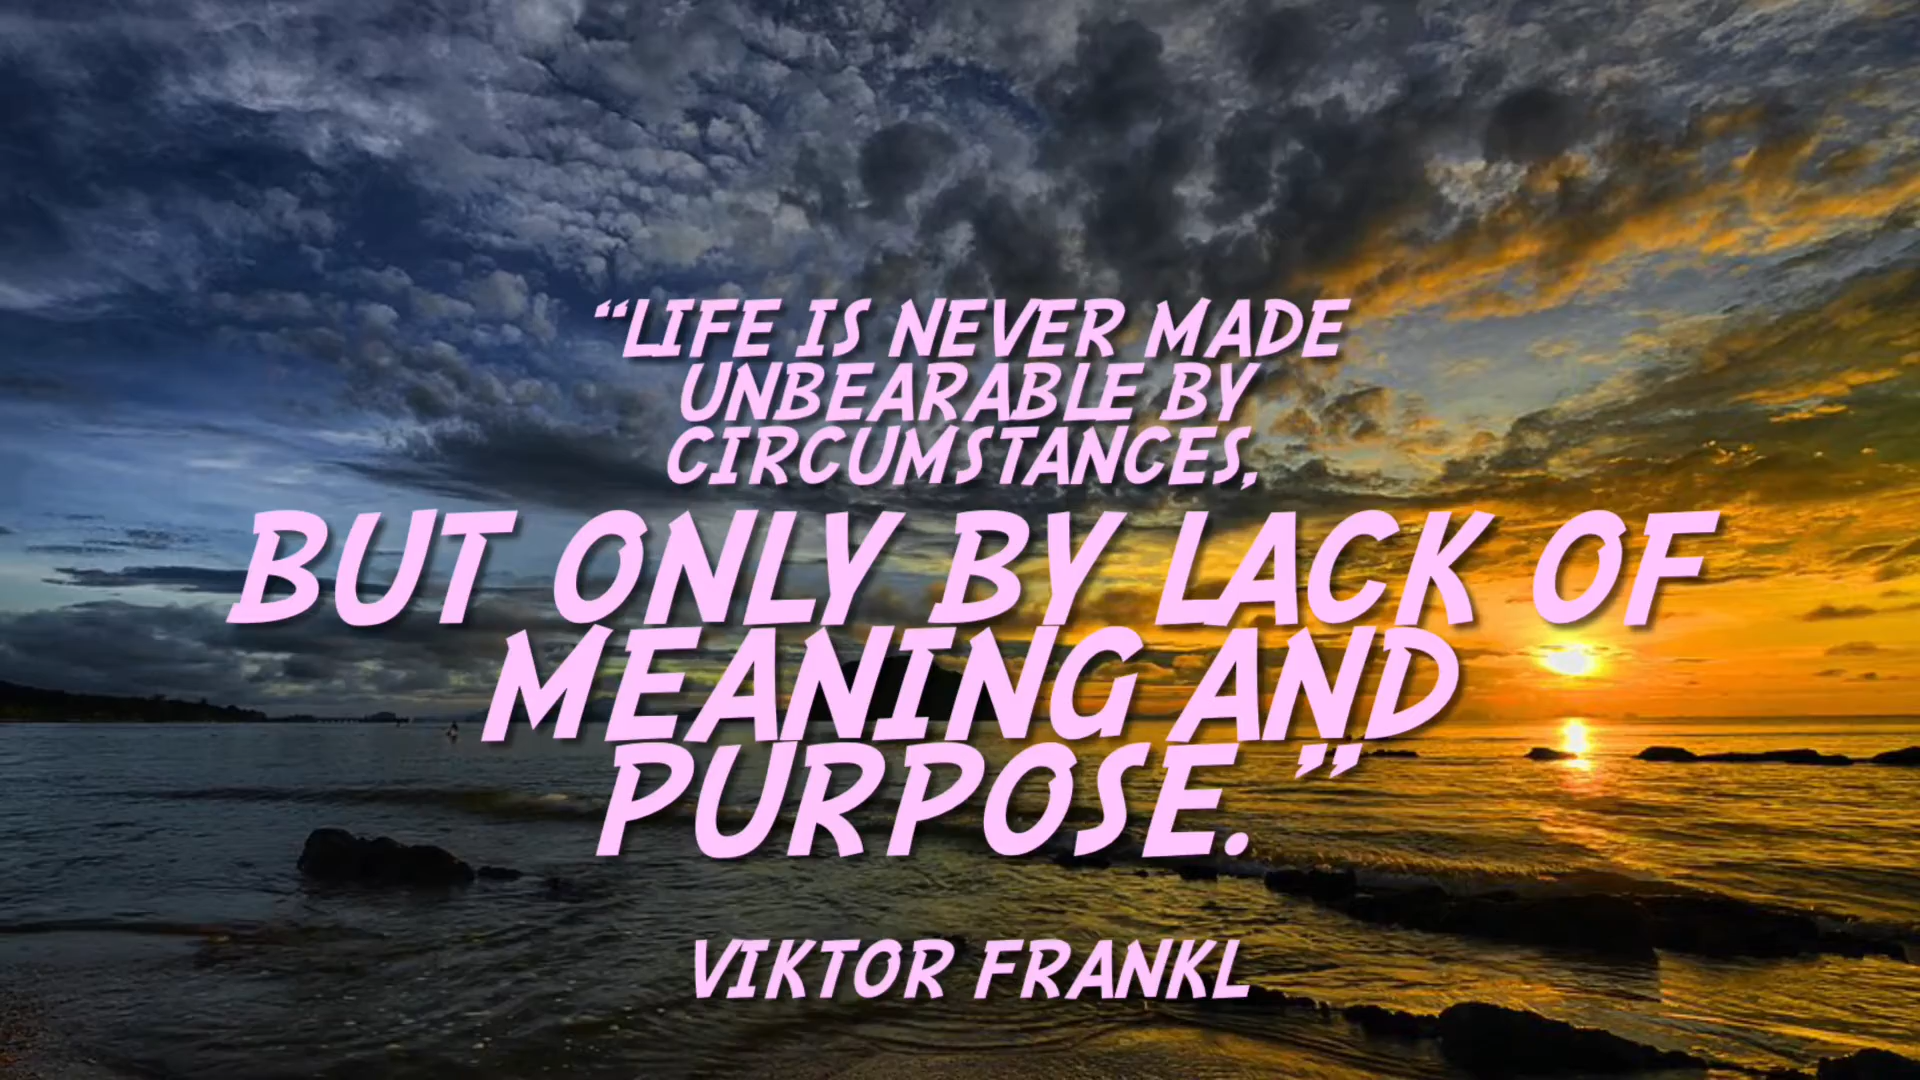 “LIFE IS NEVER MADE
UNBEARABLE BY
CIRCUMSTANCES,
BUT ONLY BY LACK OF
MEANING AND
PURPOSE.”
VIKTOR FRANKL